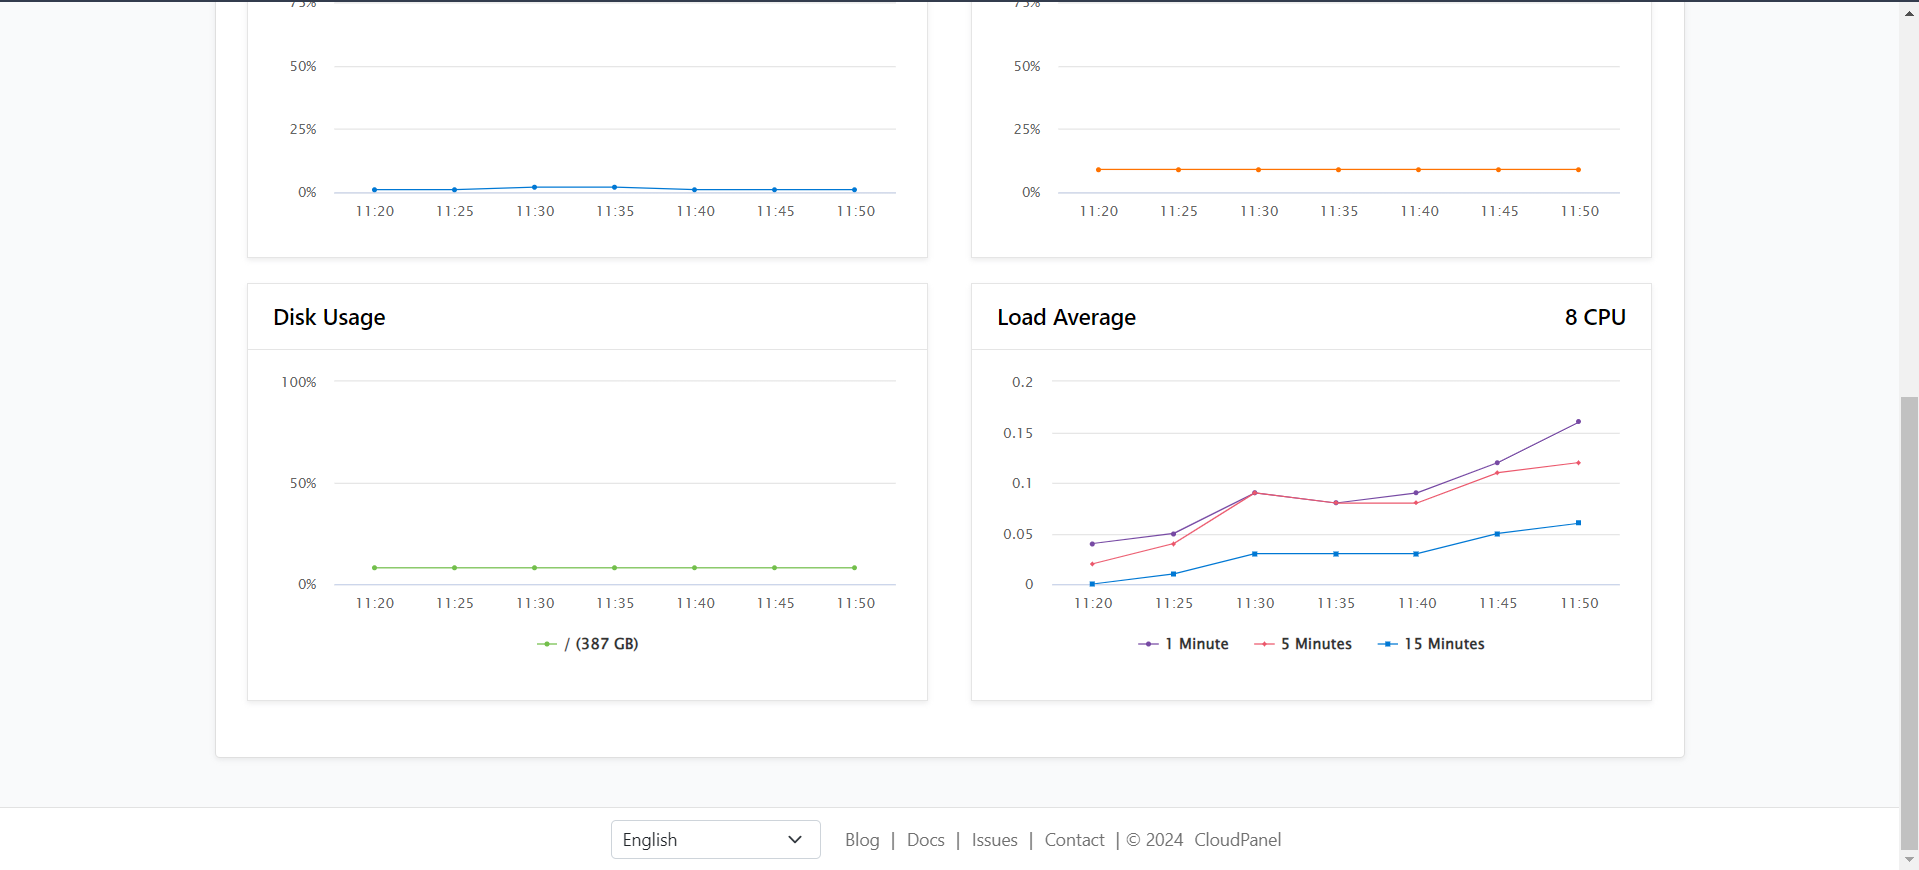 75% 75%
50% 50%
25% 25%
0% 0%
11:20 11:25 11:30 11:35 11:40 11:45 11:50
11:20 11:25 11:30 11:35 11:40 11:45 11:50
Disk Usage
100%
50%
0%
11:20 11:25 11:30 11:35 11:40 11:45 11:50
/ (387 GB)
Load Average 8 CPU
0.2
0.15
0.1
0.05
0
11:20 11:25 11:30 11:35 11:40 11:45 11:50
1 Minute 5 Minutes 15 Minutes
English Blog | Docs | Issues | Contact | © 2024 CloudPanel